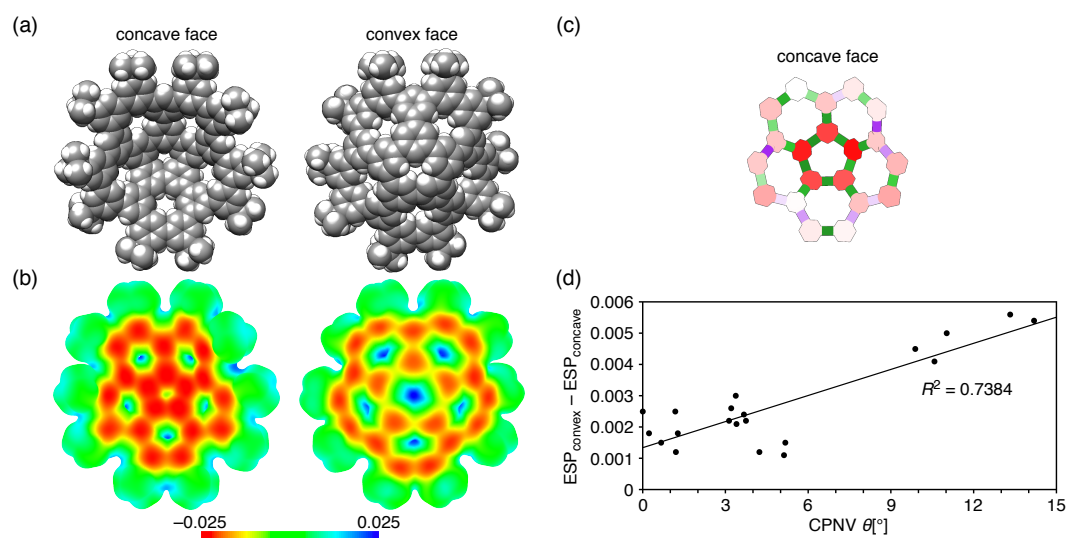 (a)
concave face
convex face
(b)
−0.025
0.025
(c)
concave face
(d)
ESPconvex − ESPconcave
0.006
0.005
0.004
0.003
0.002
0.001
0
R² = 0.7384
0
3
6
9
12
15
CPNV θ[°]